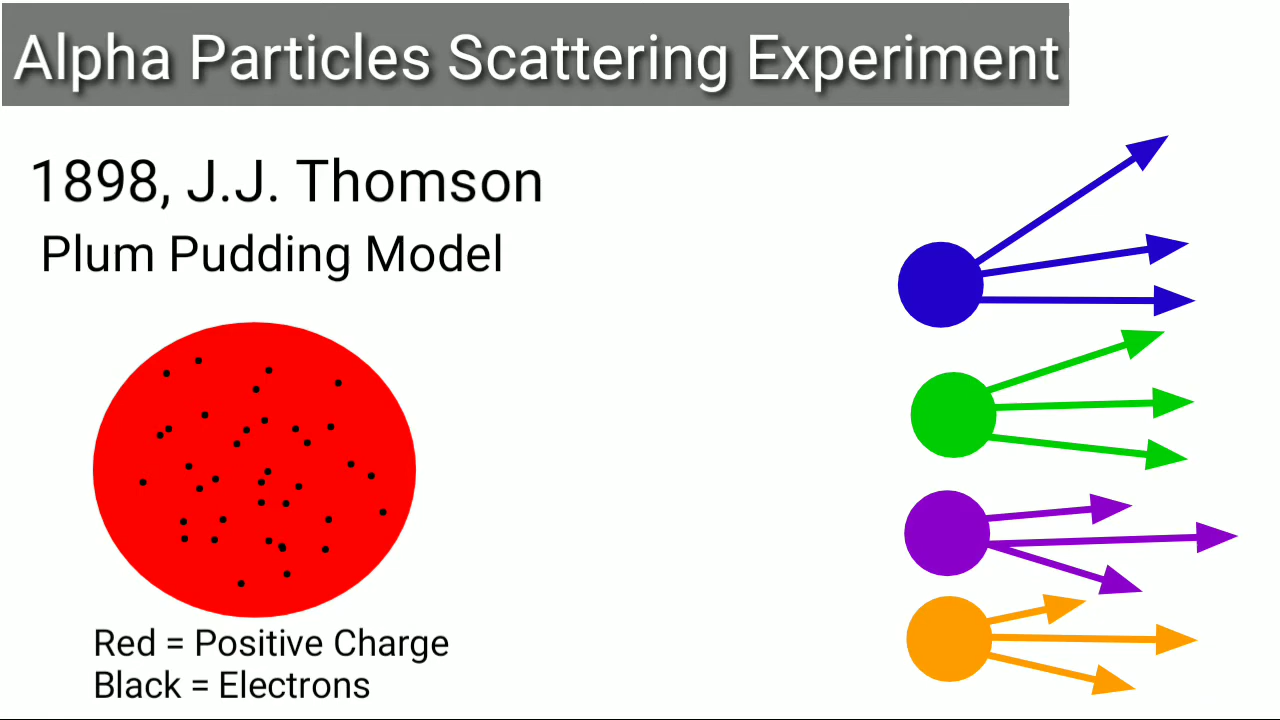 Alpha Particles Scattering Experiment
1898, J.J. Thomson
Plum Pudding Model
Red = Positive Charge
Black = Electrons